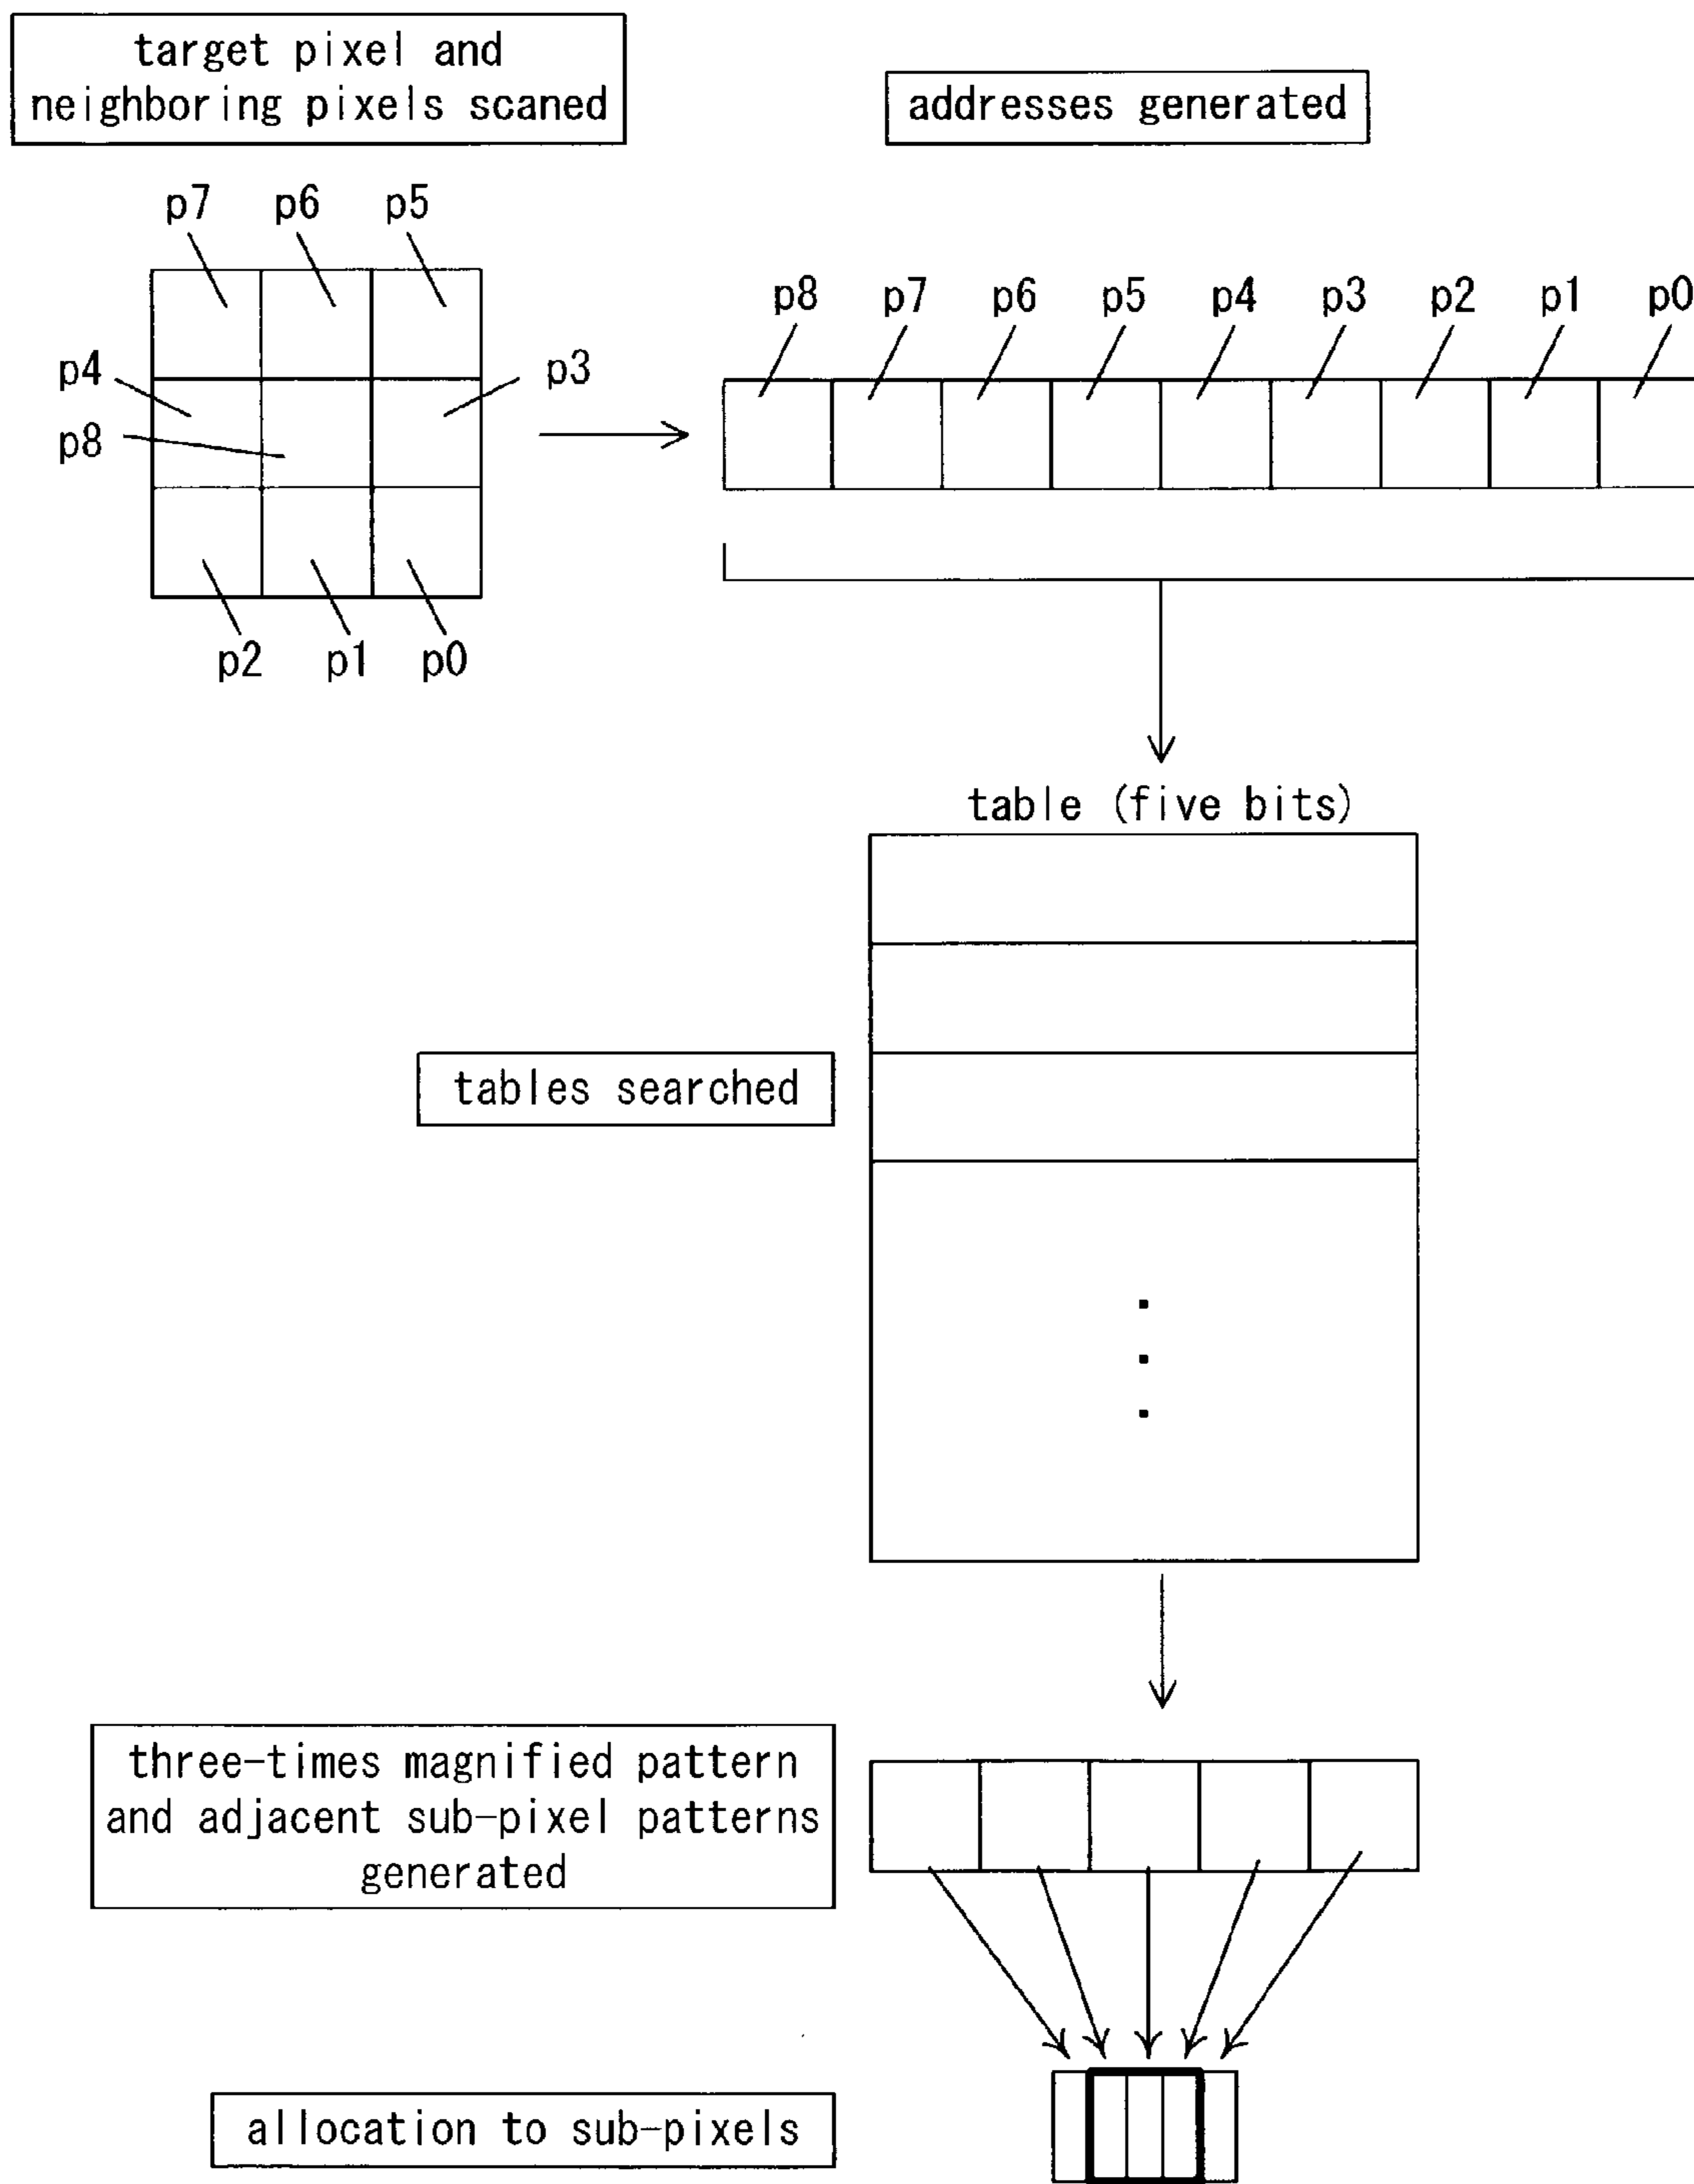 target pixel and
neighboring pixels scaned
addresses generated
p7 p6 p5
p8 p7 p6 p5 p4 p3 p2 p1 p0
p4 p3
p8
p2 p1 p0
table (five bits)
tables searched
three-times magnified pattern
and adjacent sub-pixel patterns
generated
allocation to sub-pixels